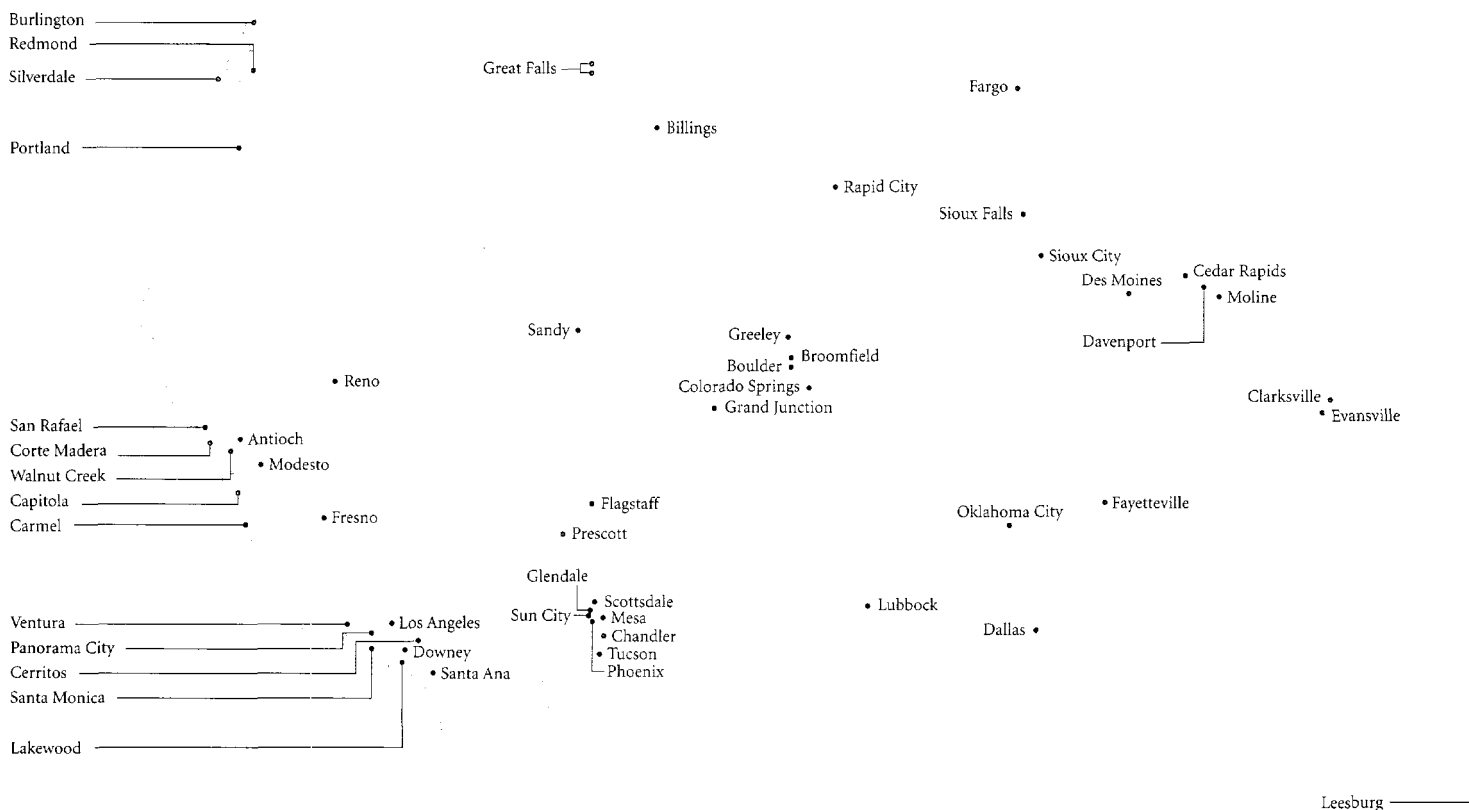 Burlington
Redmond
Silverdale
Great Falls
Fargo
Billings
Portland
Rapid City
Sioux Falls
Sioux City
Cedar Rapids
Des Moines
Moline
Sandy
Greeley
Davenport
Broomfield
Boulder
Reno
Colorado Springs
Grand Junction
Clarksville
Evansville
San Rafael
Antioch
Corte Madera
Modesto
Walnut Creek
Capitola
Flagstaff
Fayetteville
Oklahoma City
Carmel
Fresno
Prescott
Glendale
Scottsdale
Lubbock
Sun City
Mesa
Ventura
Los Angeles
Chandler
Dallas
Panorama City
Downey
Tucson
Cerritos
Santa Ana
Phoenix
Santa Monica
Lakewood
Leesburg